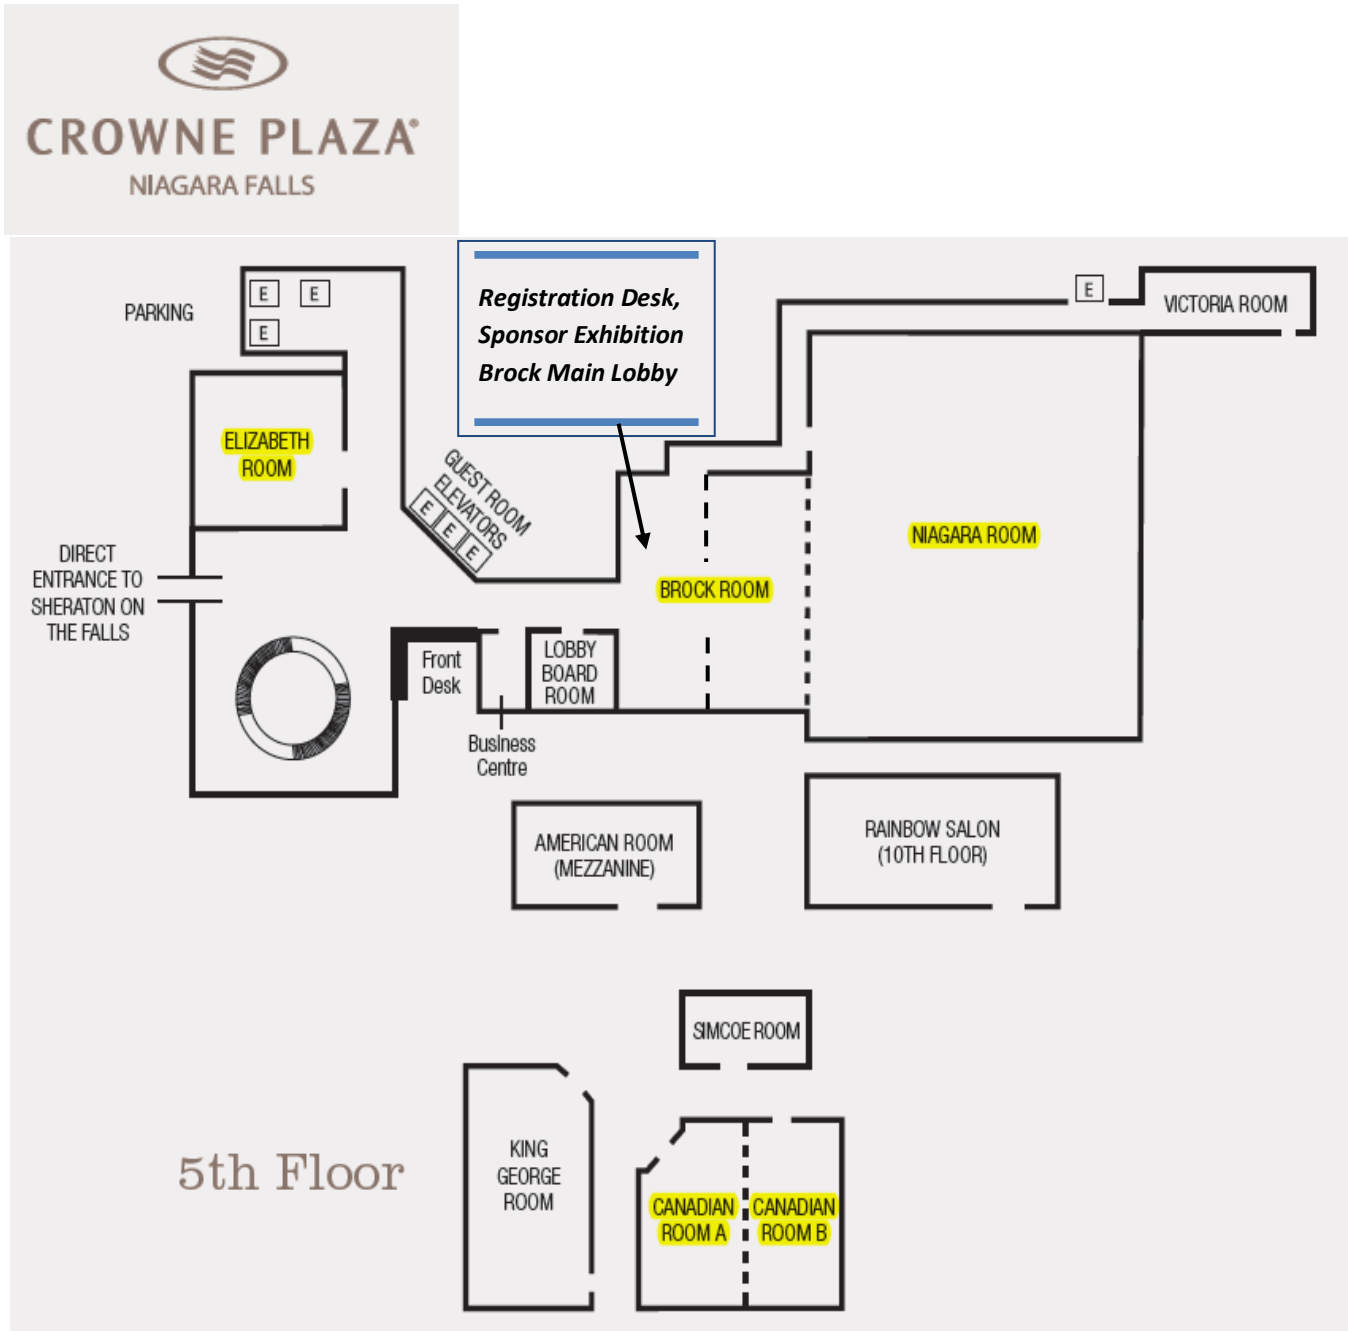 CROWNE PLAZA®
NIAGARA FALLS
Registration Desk,
Sponsor Exhibition
Brock Main Lobby
PARKING
E
E
E
E
VICTORIA ROOM
ELIZABETH
ROOM
GUEST ROOM
ELEVATORS
E
E
E
NIAGARA ROOM
DIRECT
ENTRANCE TO
SHERATON ON
THE FALLS
BROCK ROOM
Front
Desk
LOBBY
BOARD
ROOM
Business
Centre
AMERICAN ROOM
(MEZZANINE)
RAINBOW SALON
(10TH FLOOR)
SIMCOE ROOM
5th Floor
KING
GEORGE
ROOM
CANADIAN
ROOM A
CANADIAN
ROOM B